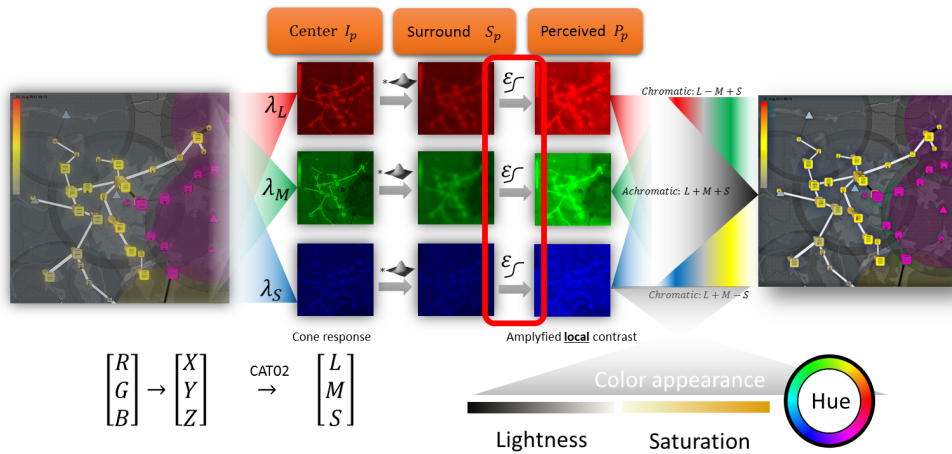 Center I_p
Surround S_p
Perceived P_p
λ_L
*
ε
Chromatic: L − M + S
λ_M
*
ε
Achromatic: L + M + S
λ_S
*
ε
Chromatic: L + M − S
Cone response
Amplyfied local contrast
[R G B] → [X Y Z] CAT02 → [L M S]
Color appearance
Hue
Lightness
Saturation